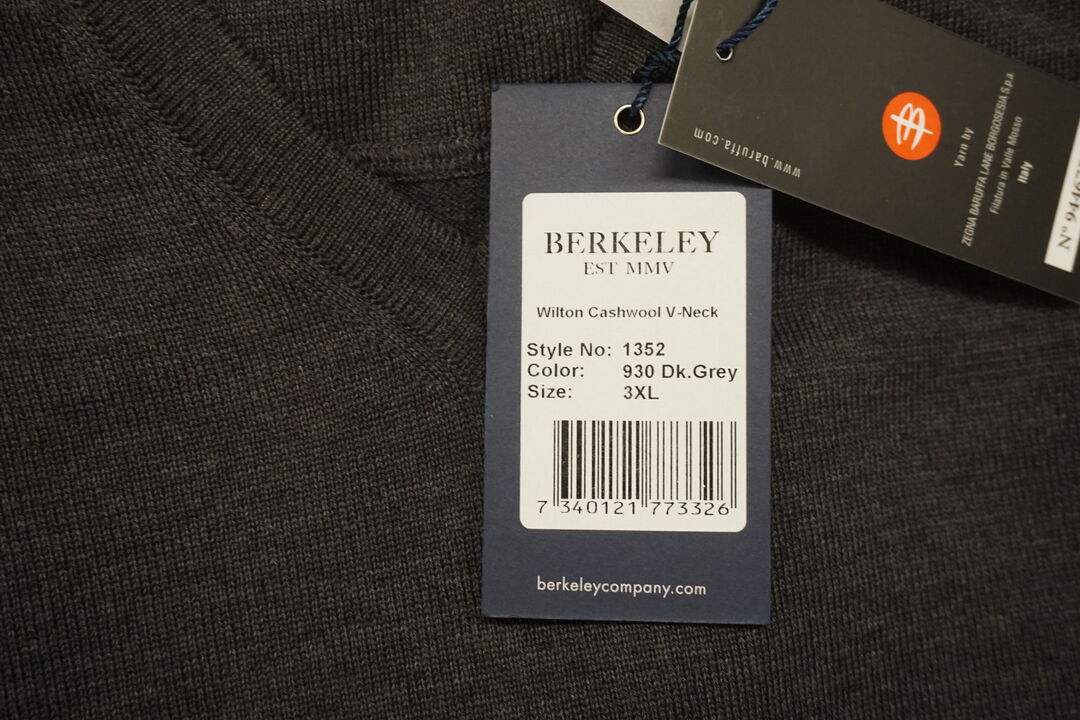 BERKELEY
EST MMV
Wilton Cashwool V-Neck
Style No: 1352
Color: 930 Dk.Grey
Size: 3XL
7 340121 773326
berkeleycompany.com
www.baruffa.com
Yarn by
ZEGNA BARUFFA LANE BORGOSESIA S.p.a.
Filatura in Valle Mosso
Italy
N°